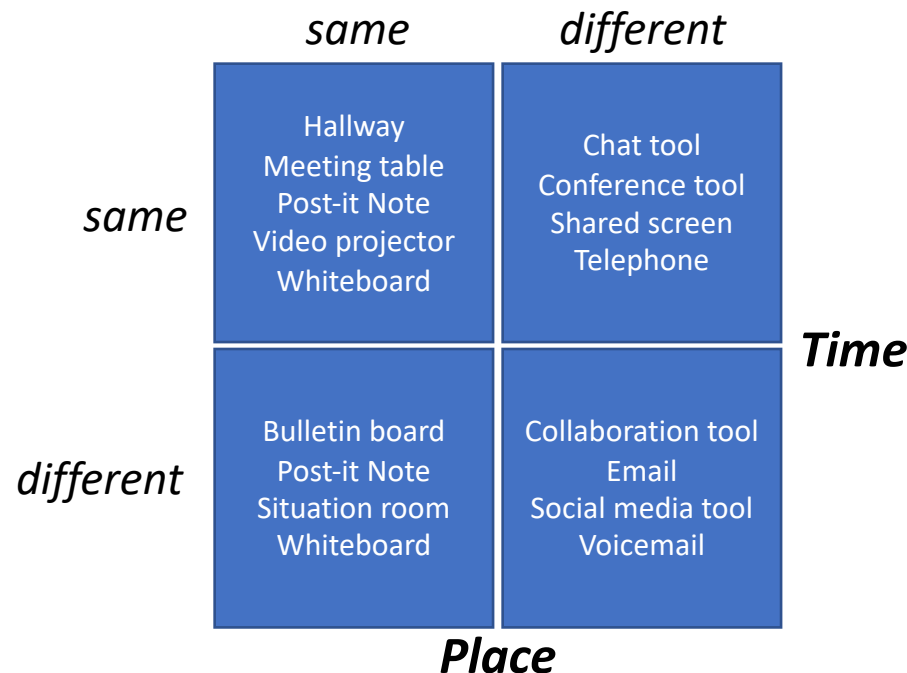 same
different
same
Hallway
Meeting table
Post-it Note
Video projector
Whiteboard
Chat tool
Conference tool
Shared screen
Telephone
Time
different
Bulletin board
Post-it Note
Situation room
Whiteboard
Collaboration tool
Email
Social media tool
Voicemail
Place